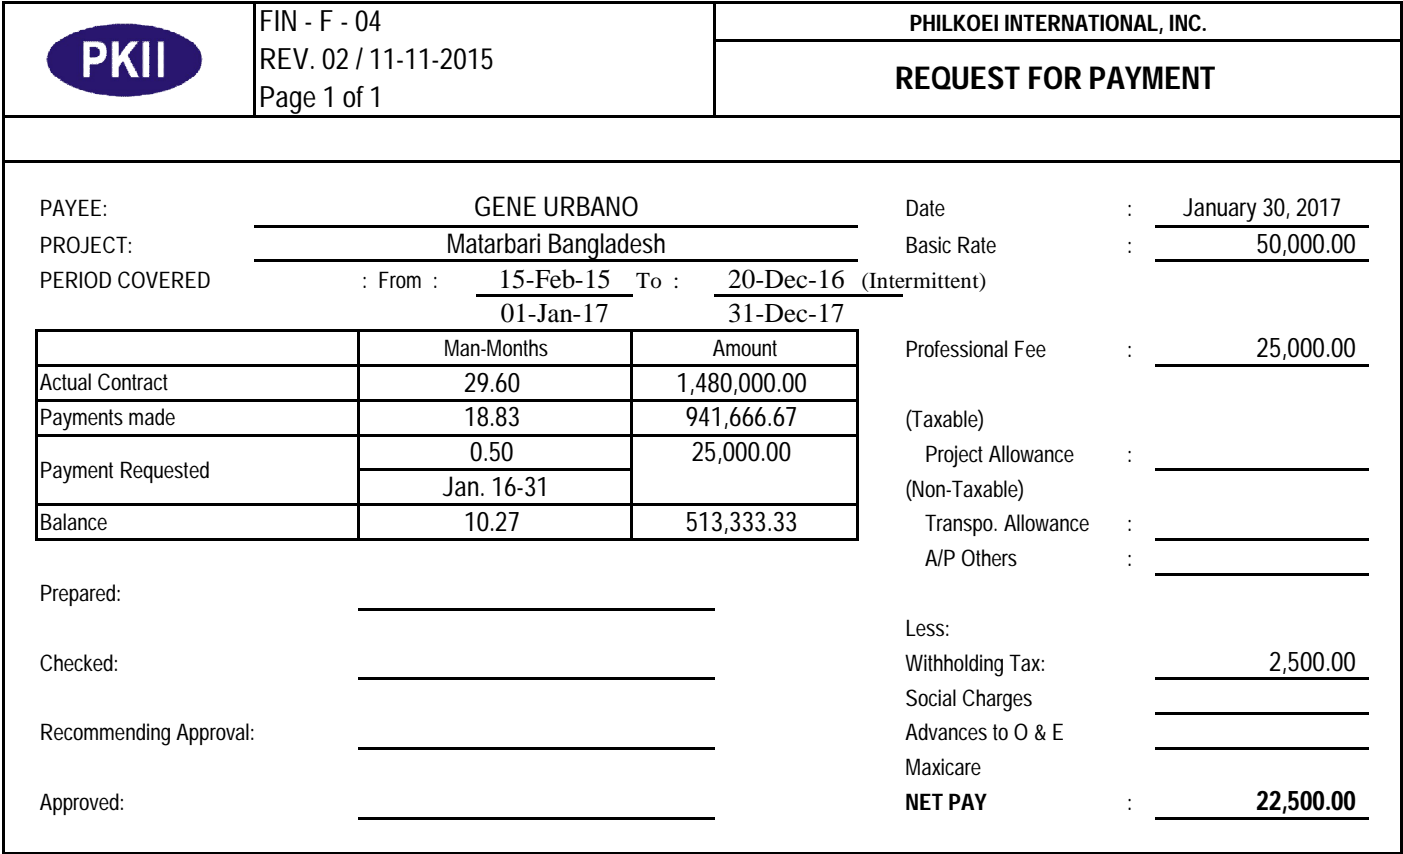 PKII
FIN - F - 04
REV. 02 / 11-11-2015
Page 1 of 1
PHILKOEI INTERNATIONAL, INC.
REQUEST FOR PAYMENT
PAYEE: GENE URBANO Date : January 30, 2017
PROJECT: Matarbari Bangladesh Basic Rate : 50,000.00
PERIOD COVERED : From : 15-Feb-15 To : 20-Dec-16 (Intermittent)
01-Jan-17 31-Dec-17
Man-Months Amount Professional Fee : 25,000.00
Actual Contract 29.60 1,480,000.00
Payments made 18.83 941,666.67 (Taxable)
Payment Requested 0.50 25,000.00 Project Allowance :
Jan. 16-31 (Non-Taxable)
Balance 10.27 513,333.33 Transpo. Allowance :
A/P Others :
Prepared:
Less:
Checked: Withholding Tax: 2,500.00
Social Charges
Recommending Approval: Advances to O & E
Maxicare
Approved: NET PAY : 22,500.00